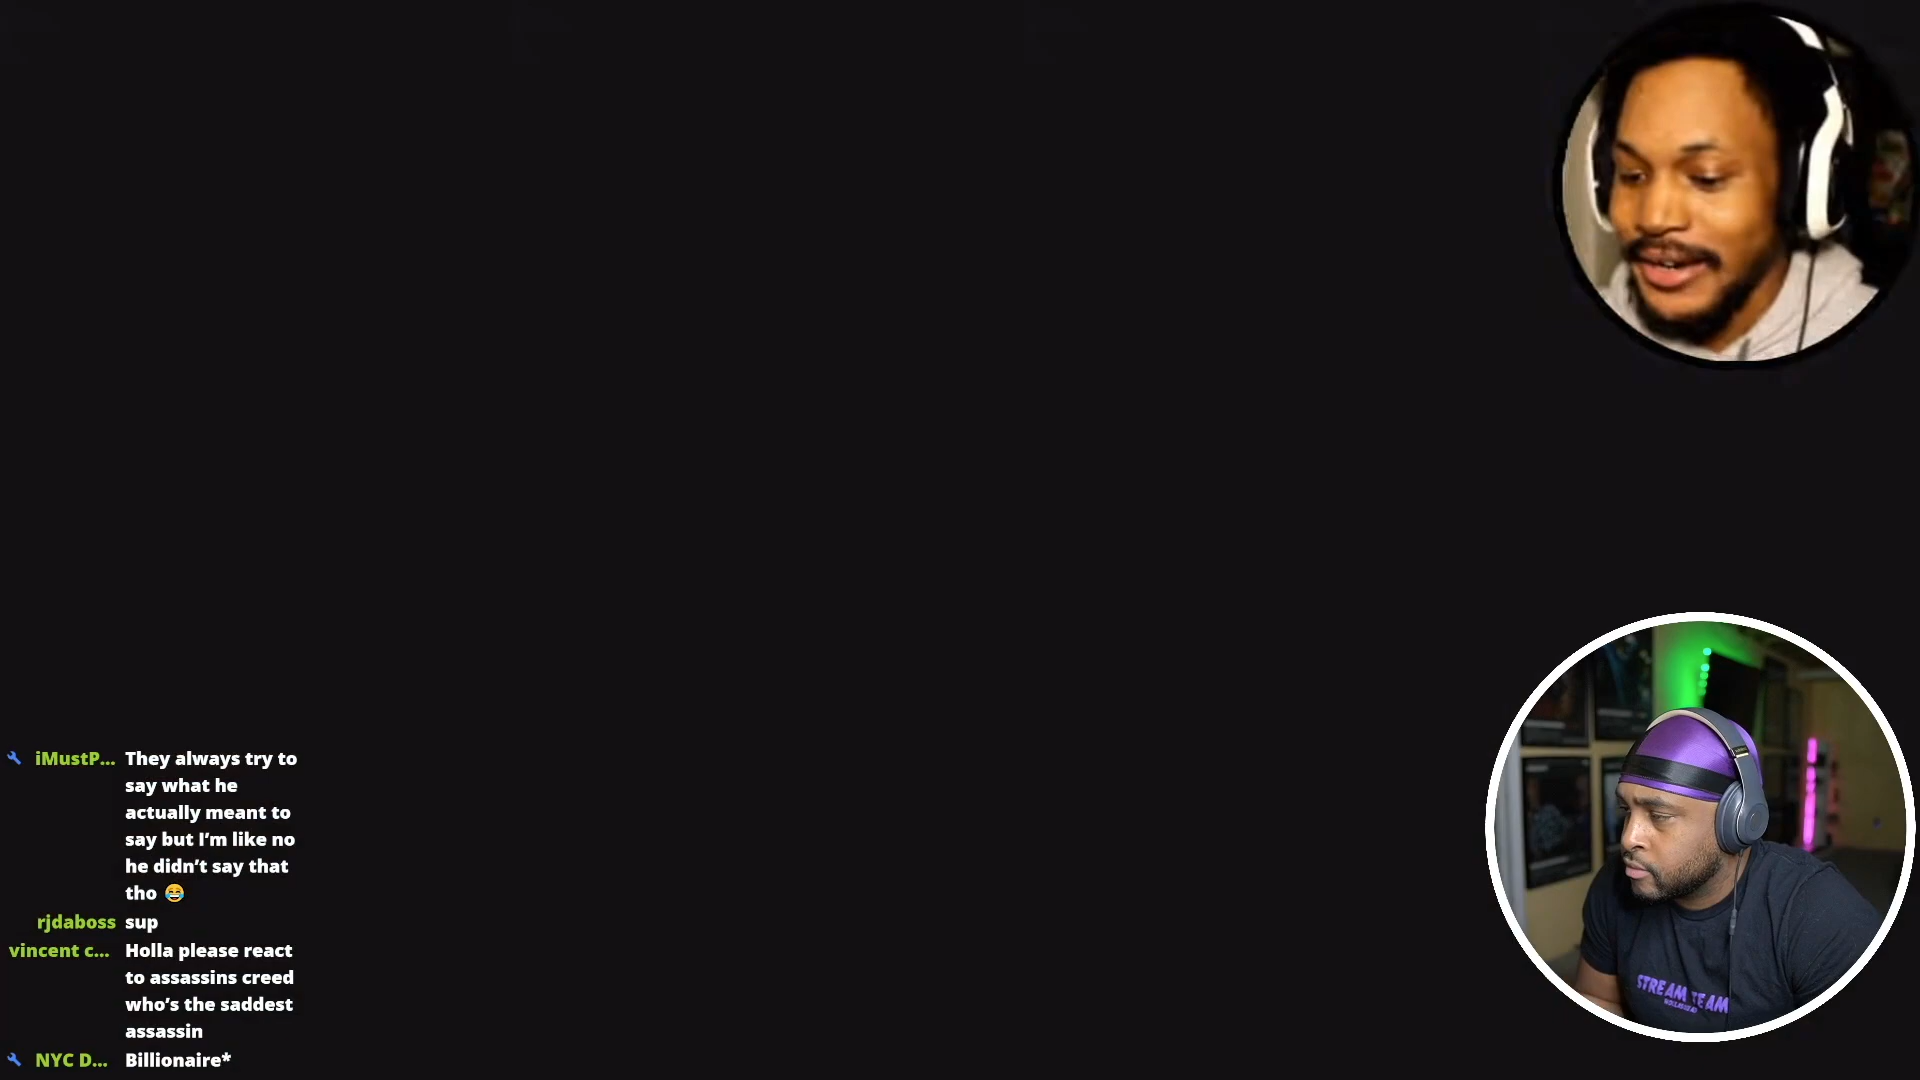 iMustP... They always try to
say what he
actually meant to
say but I’m like no
he didn’t say that
tho 😂
rjdaboss sup
vincent c... Holla please react
to assassins creed
who’s the saddest
assassin
NYC D... Billionaire*
STREAM TEAM